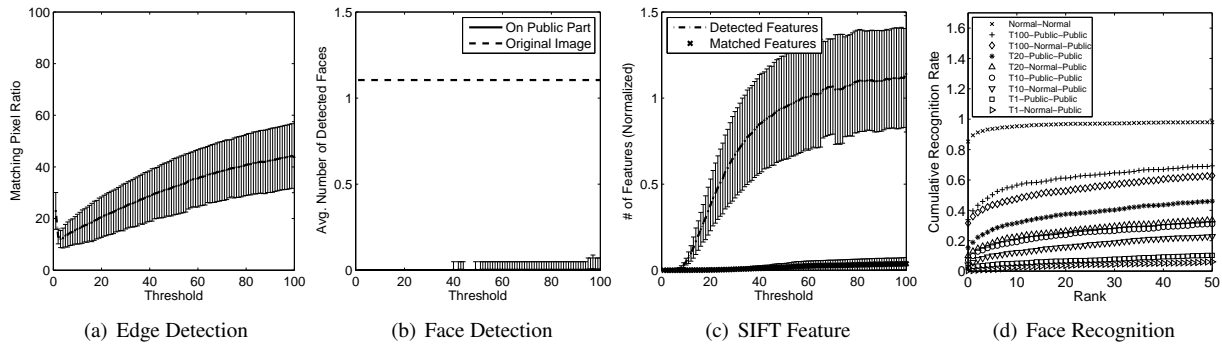 100
80
60
40
20
0
0 20 40 60 80 100
Matching Pixel Ratio
Threshold
(a) Edge Detection
1.5
1
0.5
0
0 20 40 60 80 100
Avg. Number of Detected Faces
Threshold
On Public Part
Original Image
(b) Face Detection
1.5
1
0.5
0
0 20 40 60 80 100
# of Features (Normalized)
Threshold
Detected Features
Matched Features
(c) SIFT Feature
1.6
1.4
1.2
1
0.8
0.6
0.4
0.2
0
0 10 20 30 40 50
Cumulative Recognition Rate
Rank
Normal-Normal
T100-Public-Public
T100-Normal-Public
T20-Public-Public
T20-Normal-Public
T10-Public-Public
T10-Normal-Public
T1-Public-Public
T1-Normal-Public
(d) Face Recognition